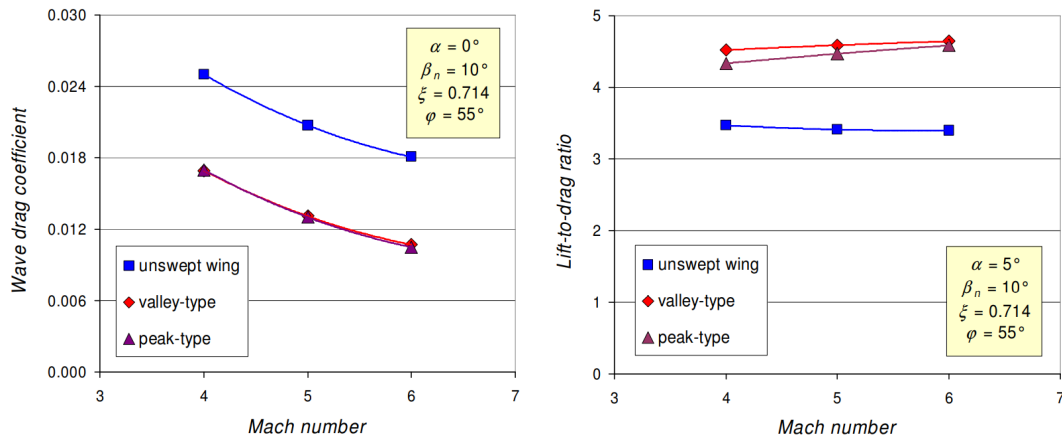 0.030
0.024
0.018
0.012
0.006
0.000
3
4
5
6
7
Wave drag coefficient
Mach number
α = 0°
βn = 10°
ξ = 0.714
φ = 55°
unswept wing
valley-type
peak-type
5
4
3
2
1
0
3
4
5
6
7
Lift-to-drag ratio
Mach number
unswept wing
valley-type
peak-type
α = 5°
βn = 10°
ξ = 0.714
φ = 55°